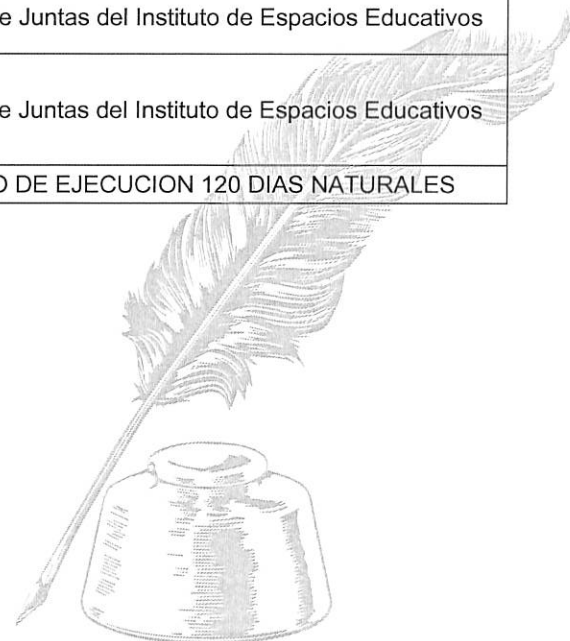 e Juntas del Instituto de Espacios Educativos
e Juntas del Instituto de Espacios Educativos
O DE EJECUCION 120 DIAS NATURALES